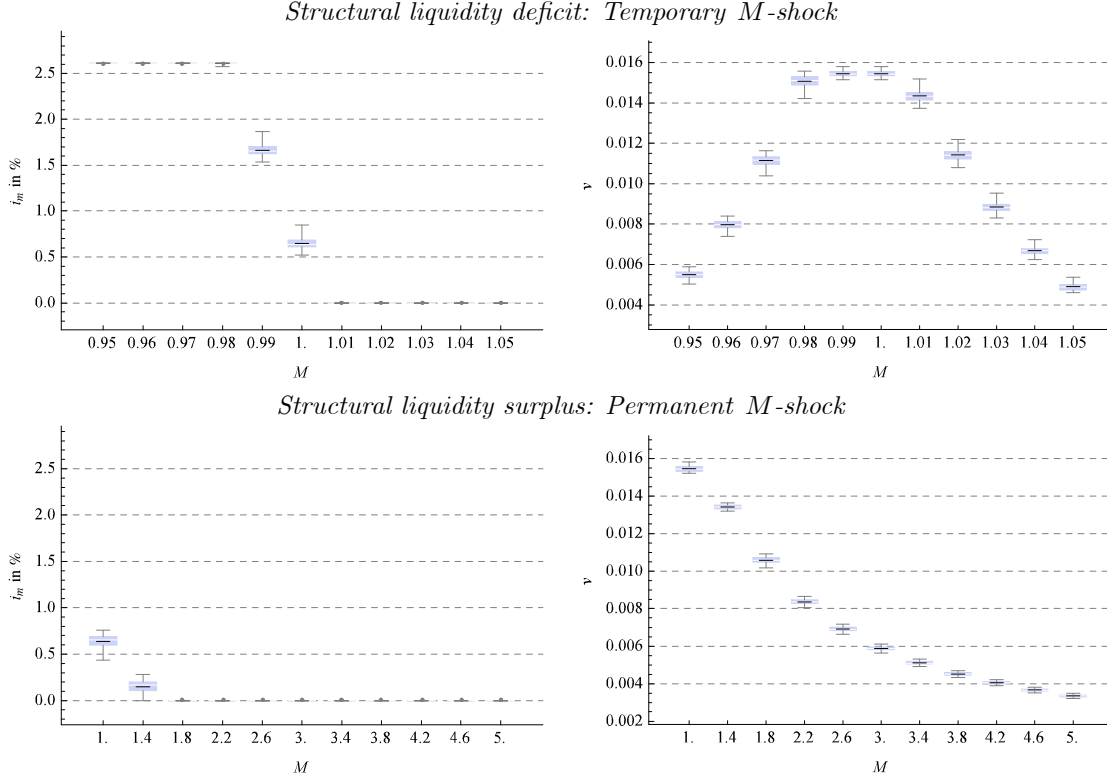 Structural liquidity deficit: Temporary M-shock
2.5
2.0
1.5
1.0
0.5
0.0
i_m in %
0.95 0.96 0.97 0.98 0.99 1. 1.01 1.02 1.03 1.04 1.05
M
0.016
0.014
0.012
0.010
0.008
0.006
0.004
v
0.95 0.96 0.97 0.98 0.99 1. 1.01 1.02 1.03 1.04 1.05
M
Structural liquidity surplus: Permanent M-shock
2.5
2.0
1.5
1.0
0.5
0.0
i_m in %
1. 1.4 1.8 2.2 2.6 3. 3.4 3.8 4.2 4.6 5.
M
0.016
0.014
0.012
0.010
0.008
0.006
0.004
0.002
v
1. 1.4 1.8 2.2 2.6 3. 3.4 3.8 4.2 4.6 5.
M